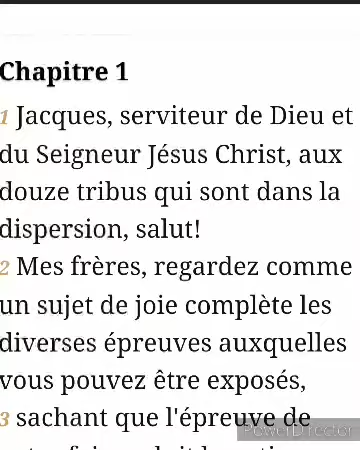 Chapitre 1
1 Jacques, serviteur de Dieu et
du Seigneur Jésus Christ, aux
douze tribus qui sont dans la
dispersion, salut!
2 Mes frères, regardez comme
un sujet de joie complète les
diverses épreuves auxquelles
vous pouvez être exposés,
3 sachant que l'épreuve de
PowerDirector